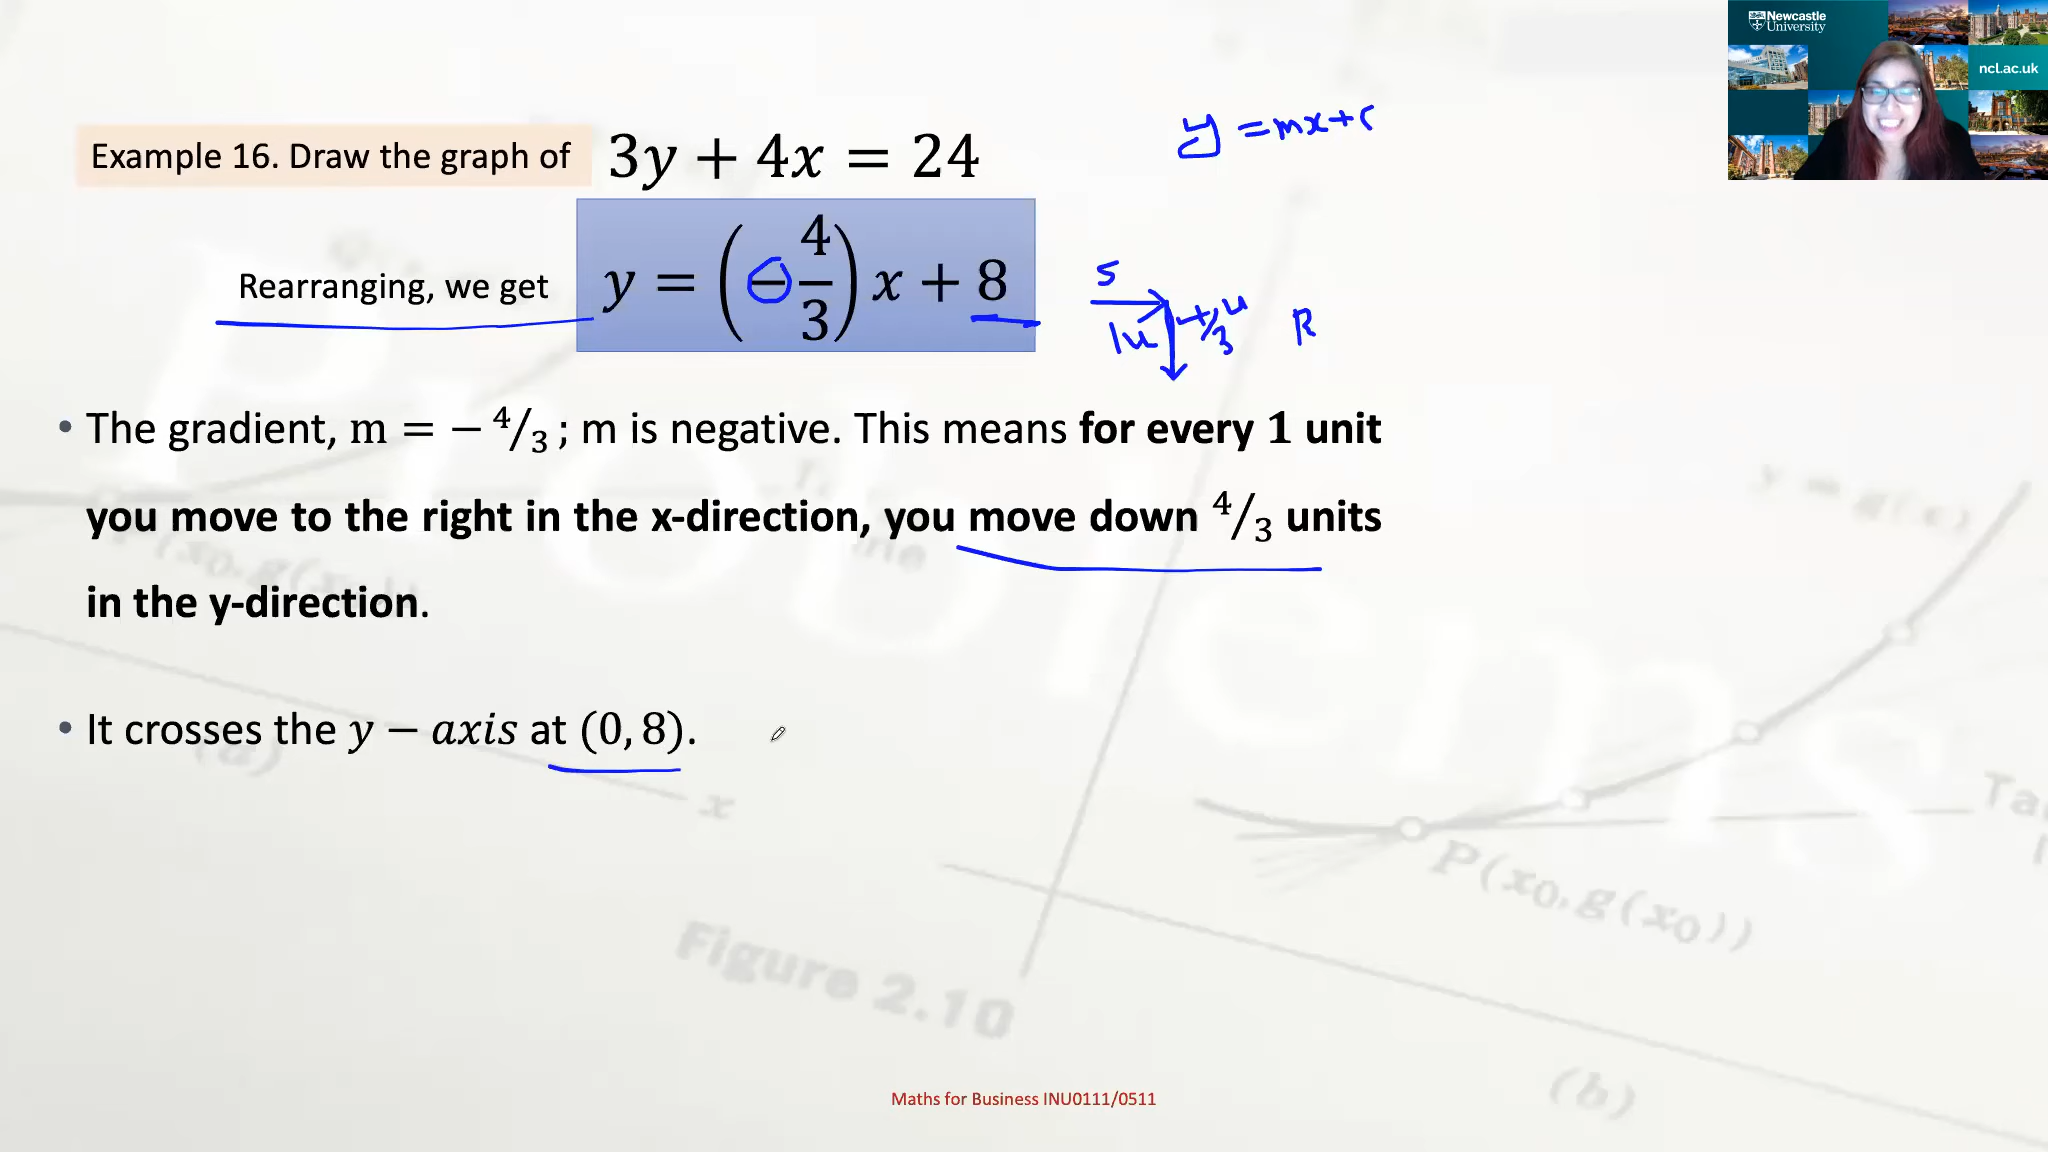 Newcastle
University
ncl.ac.uk
y = mx + c
Example 16. Draw the graph of 3y + 4x = 24
Rearranging, we get y = (−4/3)x + 8
S
1u 4/3 u R
• The gradient, m = − 4/3 ; m is negative. This means for every 1 unit
you move to the right in the x-direction, you move down 4/3 units
in the y-direction.
• It crosses the y − axis at (0, 8).
y = g(x)
P(x0, g(x0))
(a)
x
P(x0, g(x0))
Figure 2.10
(b)
Problems
Maths for Business INU0111/0511